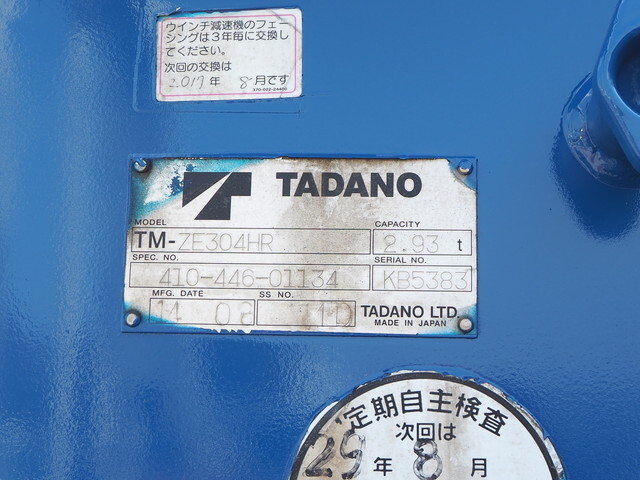 ウインチ減速機のフェー
シングは3年毎に交換し
てください。
次回の交換は
2017年 8月です
TADANO
MODEL CAPACITY
TM-ZE304HR 2.93 t
SPEC. NO. SERIAL NO.
410-446-01134 KB5383
MFG. DATE SS NO.
14 08 1D TADANO LTD.
MADE IN JAPAN
定期自主検査
次回は
29年8月